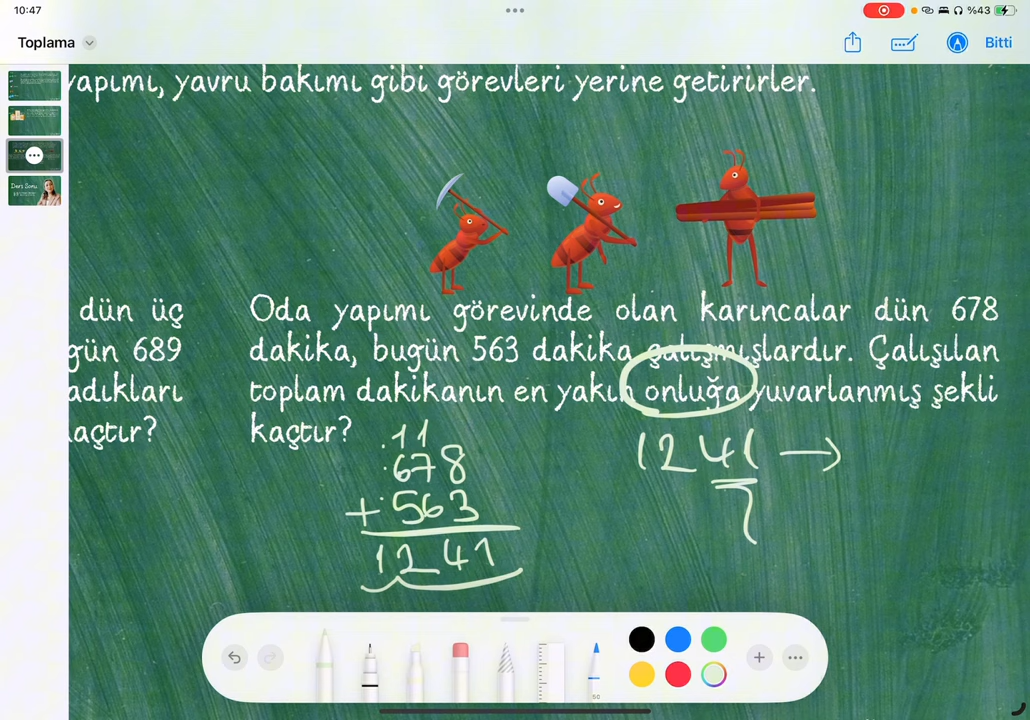 10:47
%43
Toplama
Bitti
Ders Sonu
yapımı, yavru bakımı gibi görevleri yerine getirirler.
dün üç
gün 689
adıkları
açtır?
Oda yapımı görevinde olan karıncalar dün 678
dakika, bugün 563 dakika çalışmışlardır. Çalışılan
toplam dakikanın en yakın onluğa yuvarlanmış şekli
kaçtır?
11
678
+ 563
1241
1241 →
50